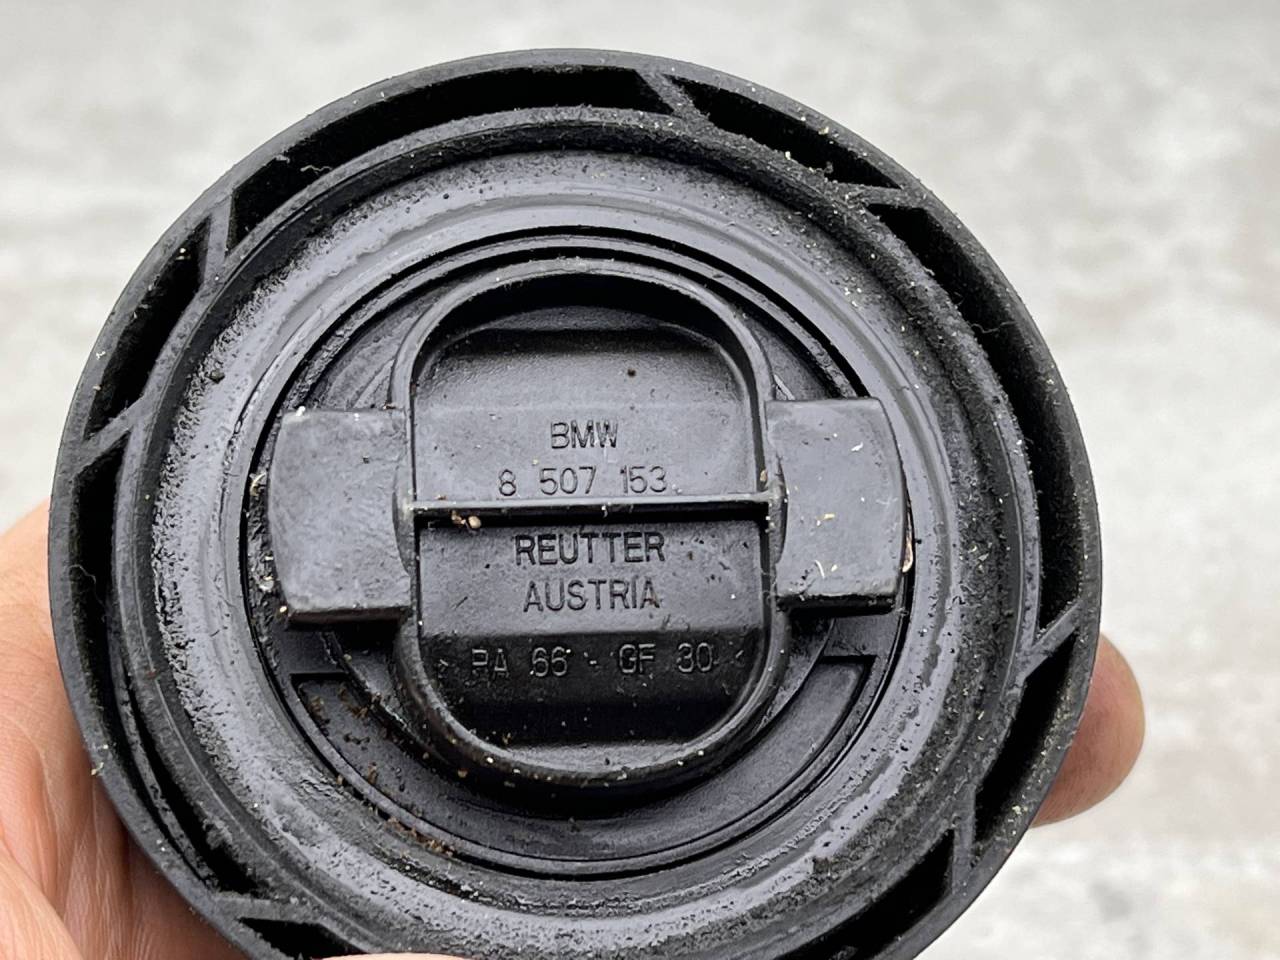 BMW
8 507 153
REUTTER
AUSTRIA
> PA 66 - GF 30 <